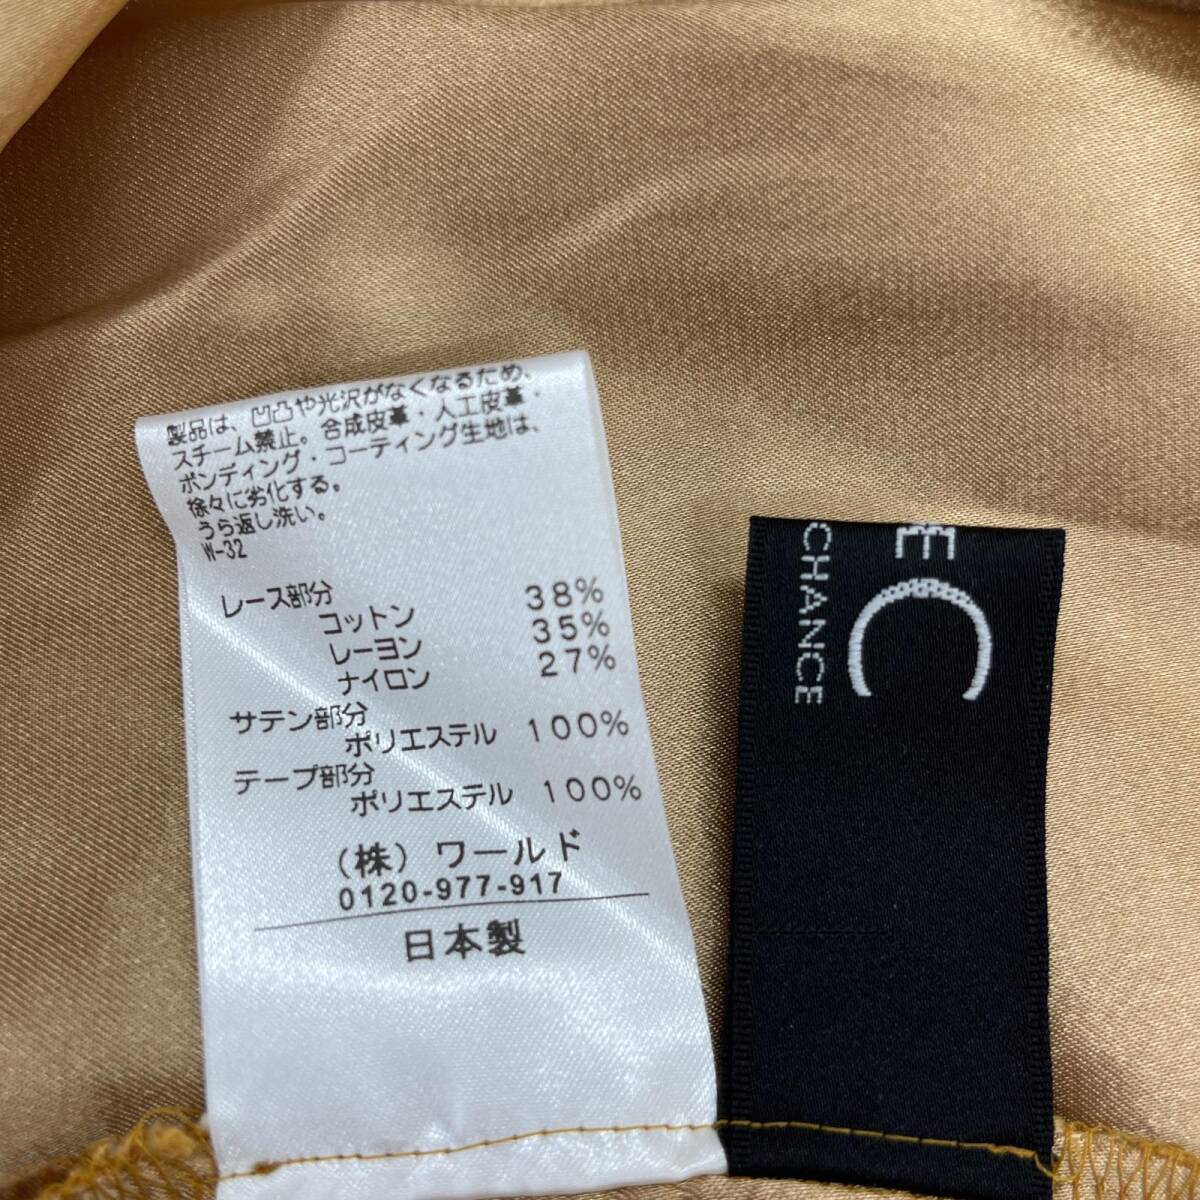 製品は、凹凸や光沢がなくなるため、
スチーム禁止。合成皮革・人工皮革・
ボンディング・コーティング生地は、
徐々に劣化する。
うら返し洗い。
W-32
レース部分
コットン 38%
レーヨン 35%
ナイロン 27%
サテン部分
ポリエステル 100%
テープ部分
ポリエステル 100%
(株)ワールド
0120-977-917
日本製
E
C
CHANCE